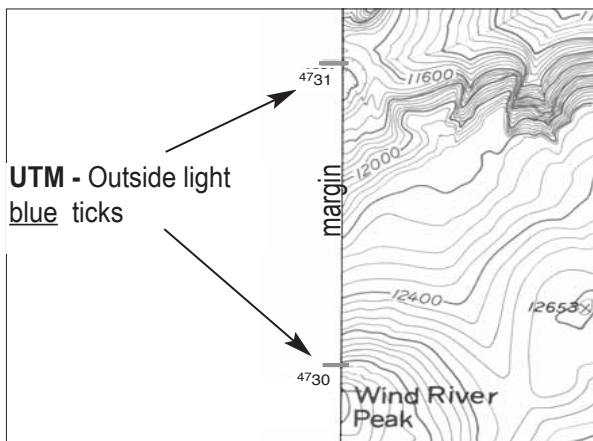 11600
4731
12000
UTM - Outside light
blue ticks
margin
12400
12653
4730
Wind River
Peak